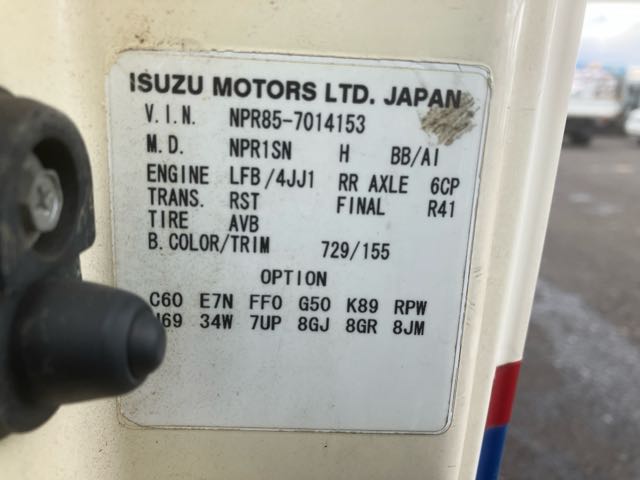 ISUZU MOTORS LTD. JAPAN
V.I.N. NPR85-7014153
M.D. NPR1SN H BB/AI
ENGINE LFB/4JJ1 RR AXLE 6CP
TRANS. RST FINAL R41
TIRE AVB
B.COLOR/TRIM 729/155
OPTION
C60 E7N FF0 G50 K89 RPW
34W 7UP 8GJ 8GR 8JM